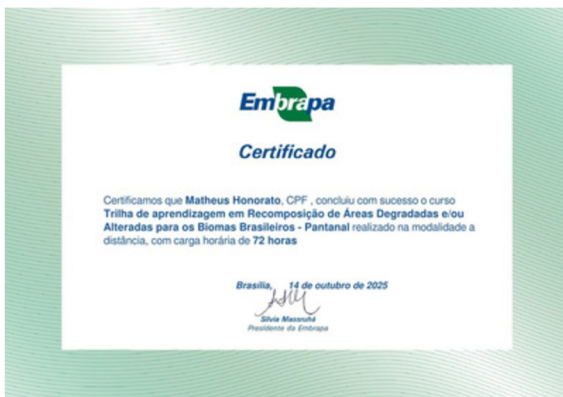 Embrapa
Certificado
Certificamos que Matheus Honorato, CPF , concluiu com sucesso o curso
Trilha de aprendizagem em Recomposição de Áreas Degradadas e/ou
Alteradas para os Biomas Brasileiros - Pantanal realizado na modalidade a
distância, com carga horária de 72 horas
Brasília, 14 de outubro de 2025
Silvia Massruhá
Presidente da Embrapa